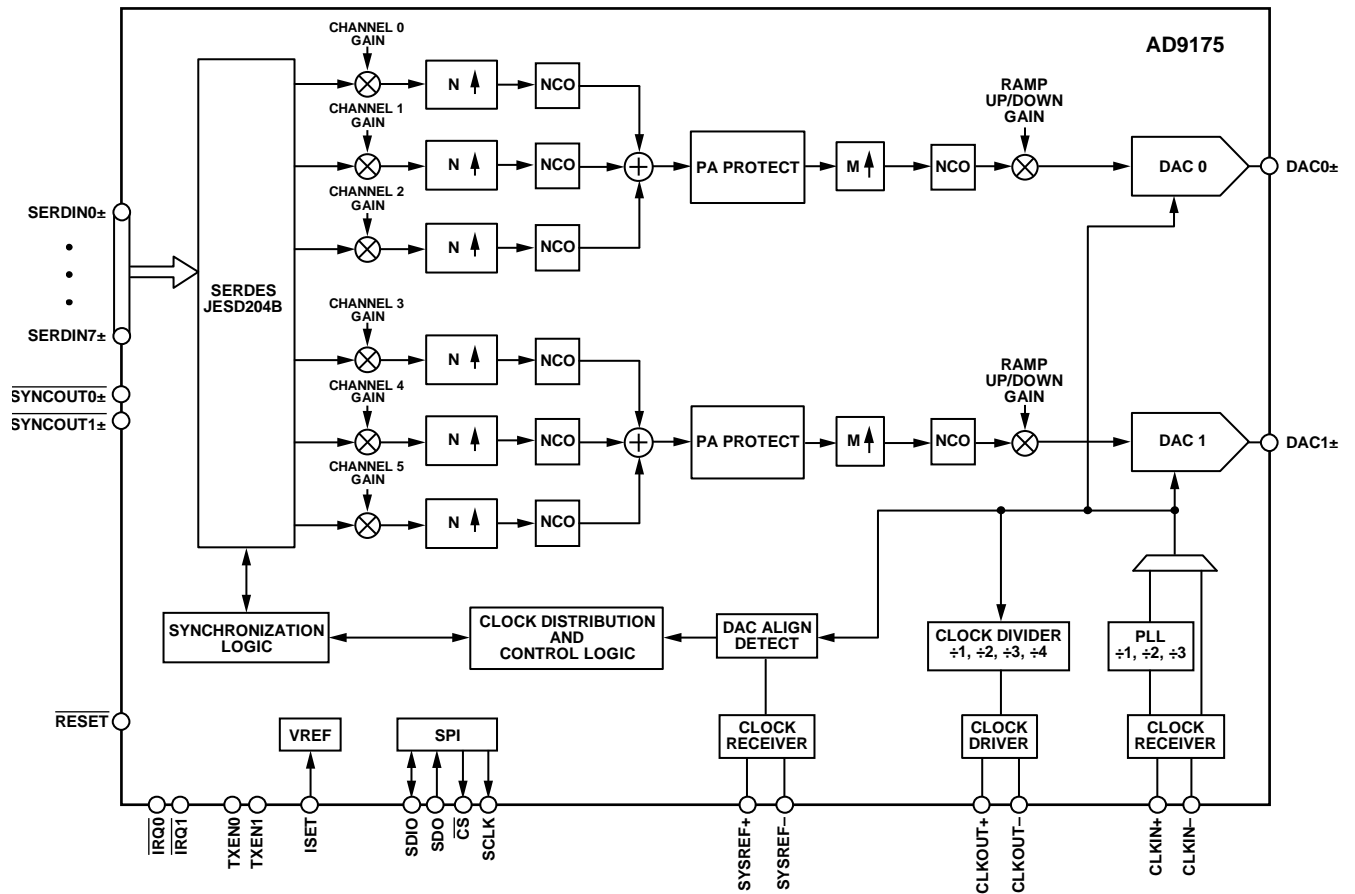 AD9175
CHANNEL 0
GAIN
N
NCO
CHANNEL 1
GAIN
N
NCO
CHANNEL 2
GAIN
N
NCO
PA PROTECT
M
NCO
RAMP
UP/DOWN
GAIN
DAC 0
DAC0±
SERDIN0±
SERDIN7±
SERDES
JESD204B
SYNCOUT0±
SYNCOUT1±
CHANNEL 3
GAIN
N
NCO
CHANNEL 4
GAIN
N
NCO
CHANNEL 5
GAIN
N
NCO
PA PROTECT
M
NCO
RAMP
UP/DOWN
GAIN
DAC 1
DAC1±
SYNCHRONIZATION
LOGIC
CLOCK DISTRIBUTION
AND
CONTROL LOGIC
DAC ALIGN
DETECT
CLOCK DIVIDER
÷1, ÷2, ÷3, ÷4
PLL
÷1, ÷2, ÷3
RESET
VREF
SPI
CLOCK
RECEIVER
CLOCK
DRIVER
CLOCK
RECEIVER
IRQ0
IRQ1
TXEN0
TXEN1
ISET
SDIO
SDO
CS
SCLK
SYSREF+
SYSREF–
CLKOUT+
CLKOUT–
CLKIN+
CLKIN–